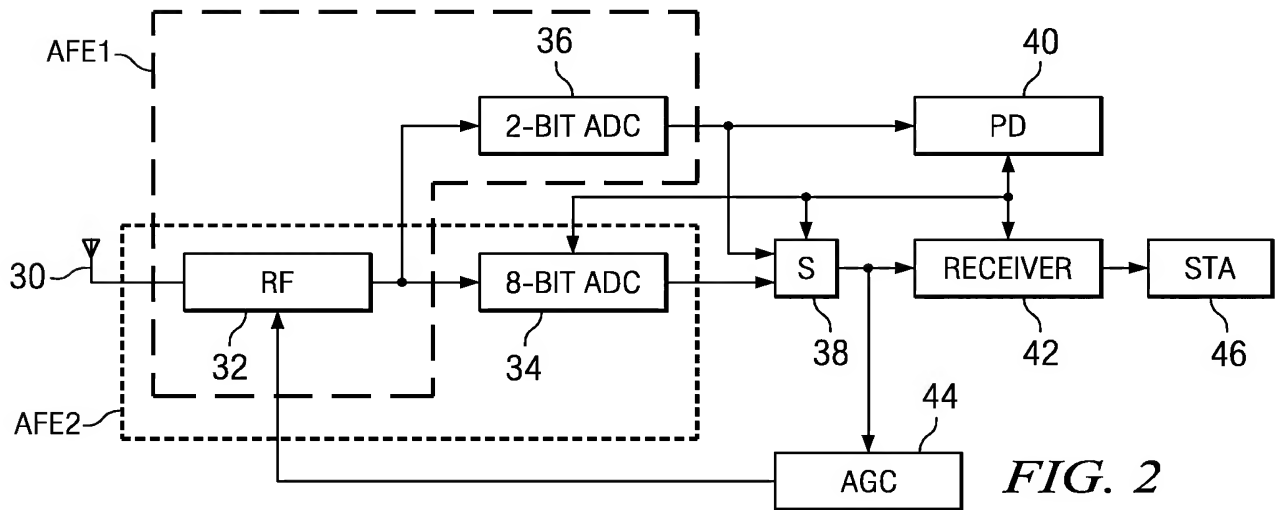 AFE1
36
2-BIT ADC
40
PD
30
RF
32
8-BIT ADC
34
S
38
RECEIVER
42
STA
46
AFE2
44
AGC
FIG. 2